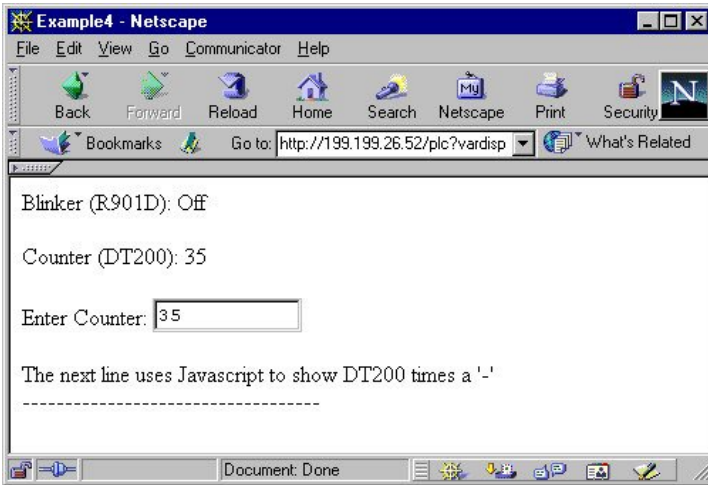 Example4 - Netscape
File Edit View Go Communicator Help
My
N
Back Forward Reload Home Search Netscape Print Security
Bookmarks Go to: http://199.199.26.52/plc?vardisp What's Related
Blinker (R901D): Off
Counter (DT200): 35
Enter Counter: 35
The next line uses Javascript to show DT200 times a '-'
-----------------------------------
Document: Done